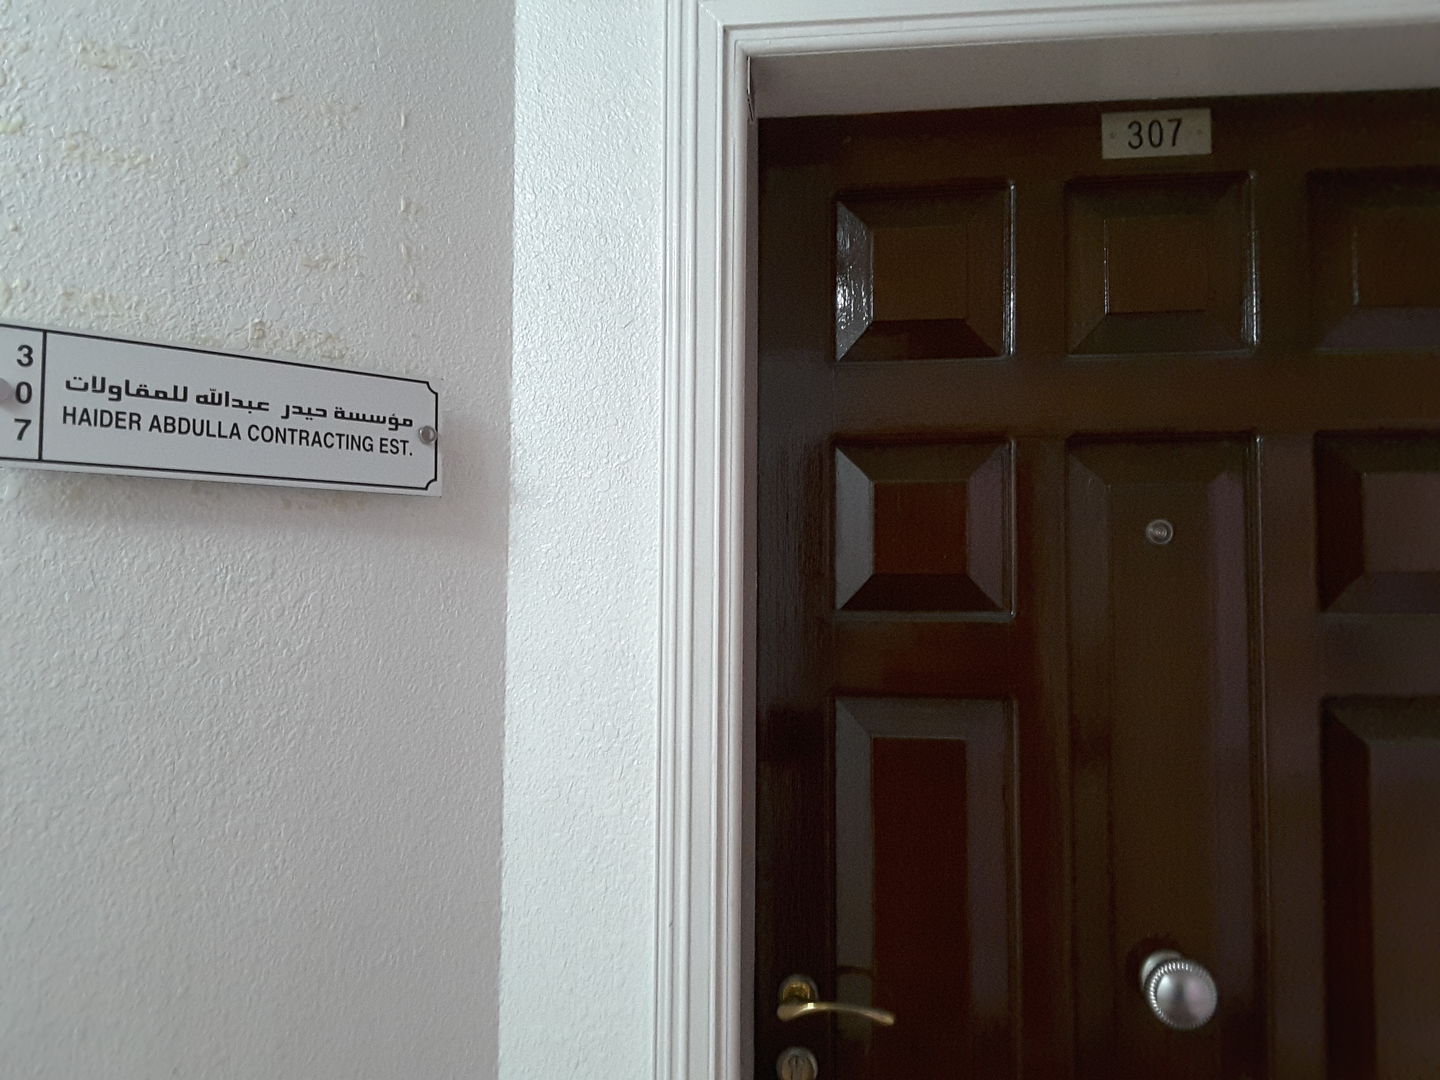 3
0
7
مؤسسة حيدر عبدالله للمقاولات
HAIDER ABDULLA CONTRACTING EST.
307